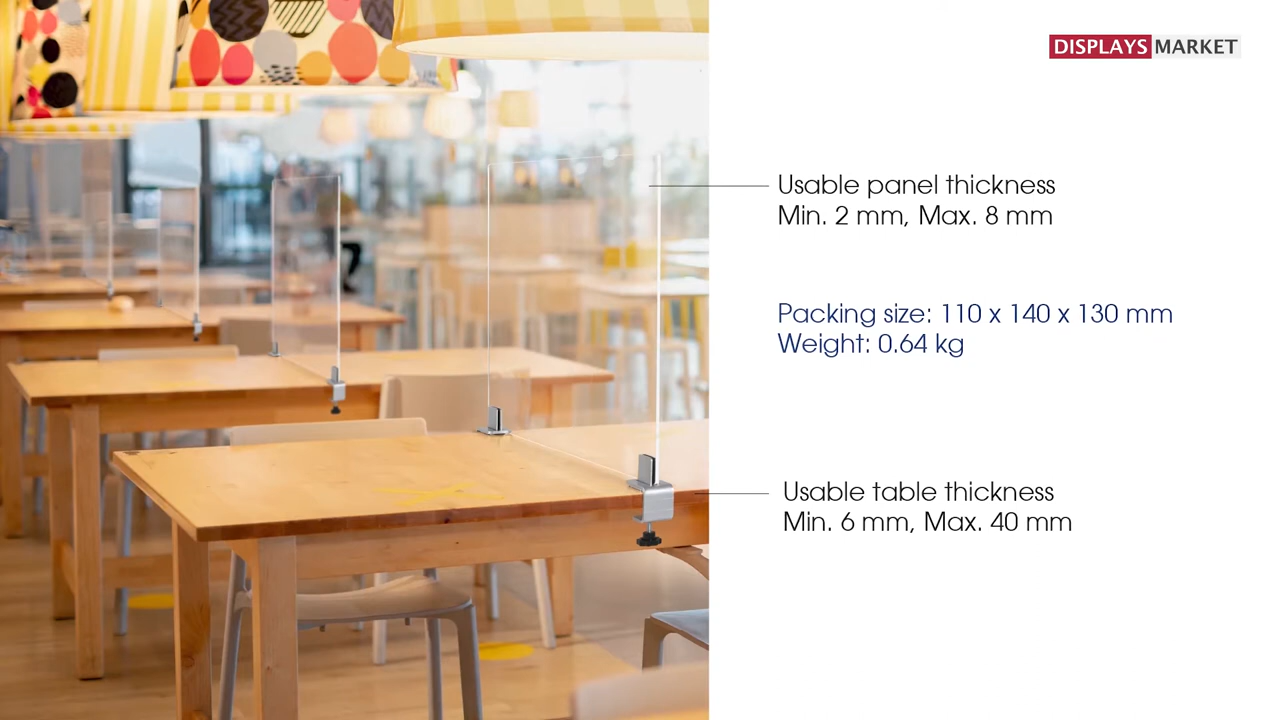 DISPLAYS MARKET
Usable panel thickness
Min. 2 mm, Max. 8 mm
Packing size: 110 x 140 x 130 mm
Weight: 0.64 kg
Usable table thickness
Min. 6 mm, Max. 40 mm